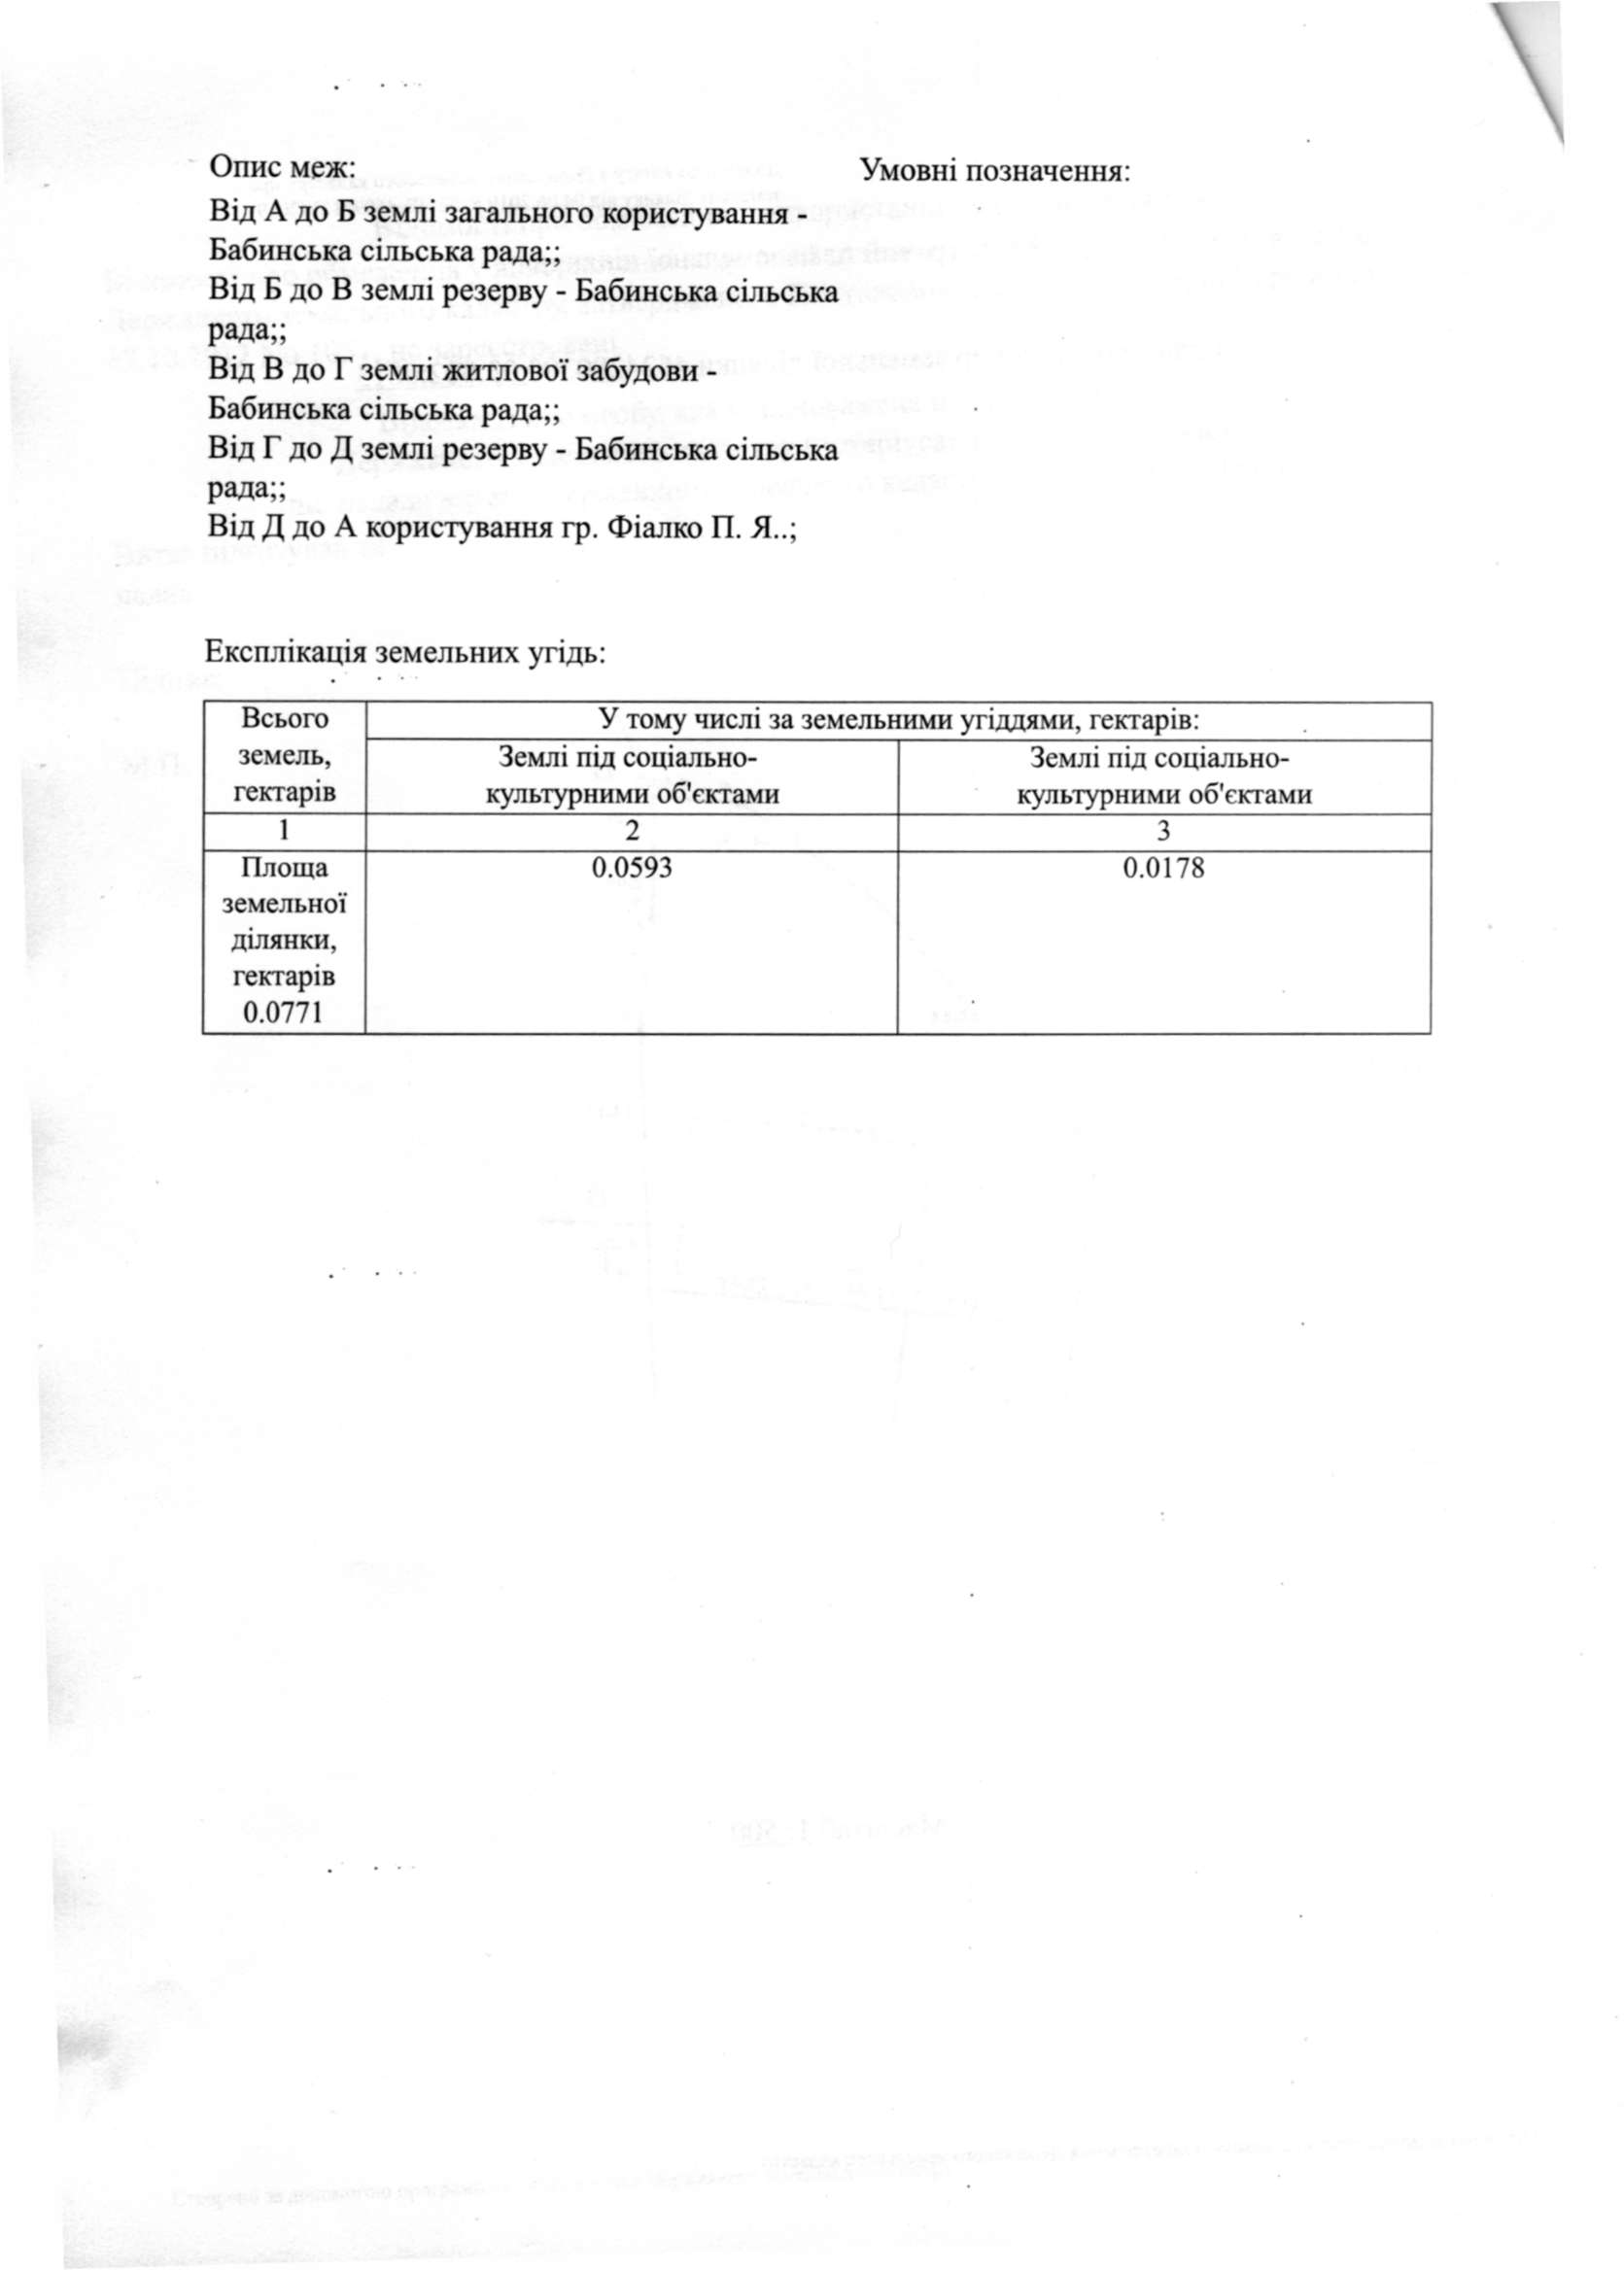 Опис меж:
Умовні позначення:
Від А до Б землі загального користування -
Бабинська сільська рада;;
Від Б до В землі резерву - Бабинська сільська
рада;;
Від В до Г землі житлової забудови -
Бабинська сільська рада;;
Від Г до Д землі резерву - Бабинська сільська
рада;;
Від Д до А користування гр. Фіалко П. Я..;
Експлікація земельних угідь:
Всього
земель,
гектарів
У тому числі за земельними угіддями, гектарів:
Землі під соціально-
культурними об'єктами
Землі під соціально-
культурними об'єктами
1
2
3
Площа
земельної
ділянки,
гектарів
0.0771
0.0593
0.0178